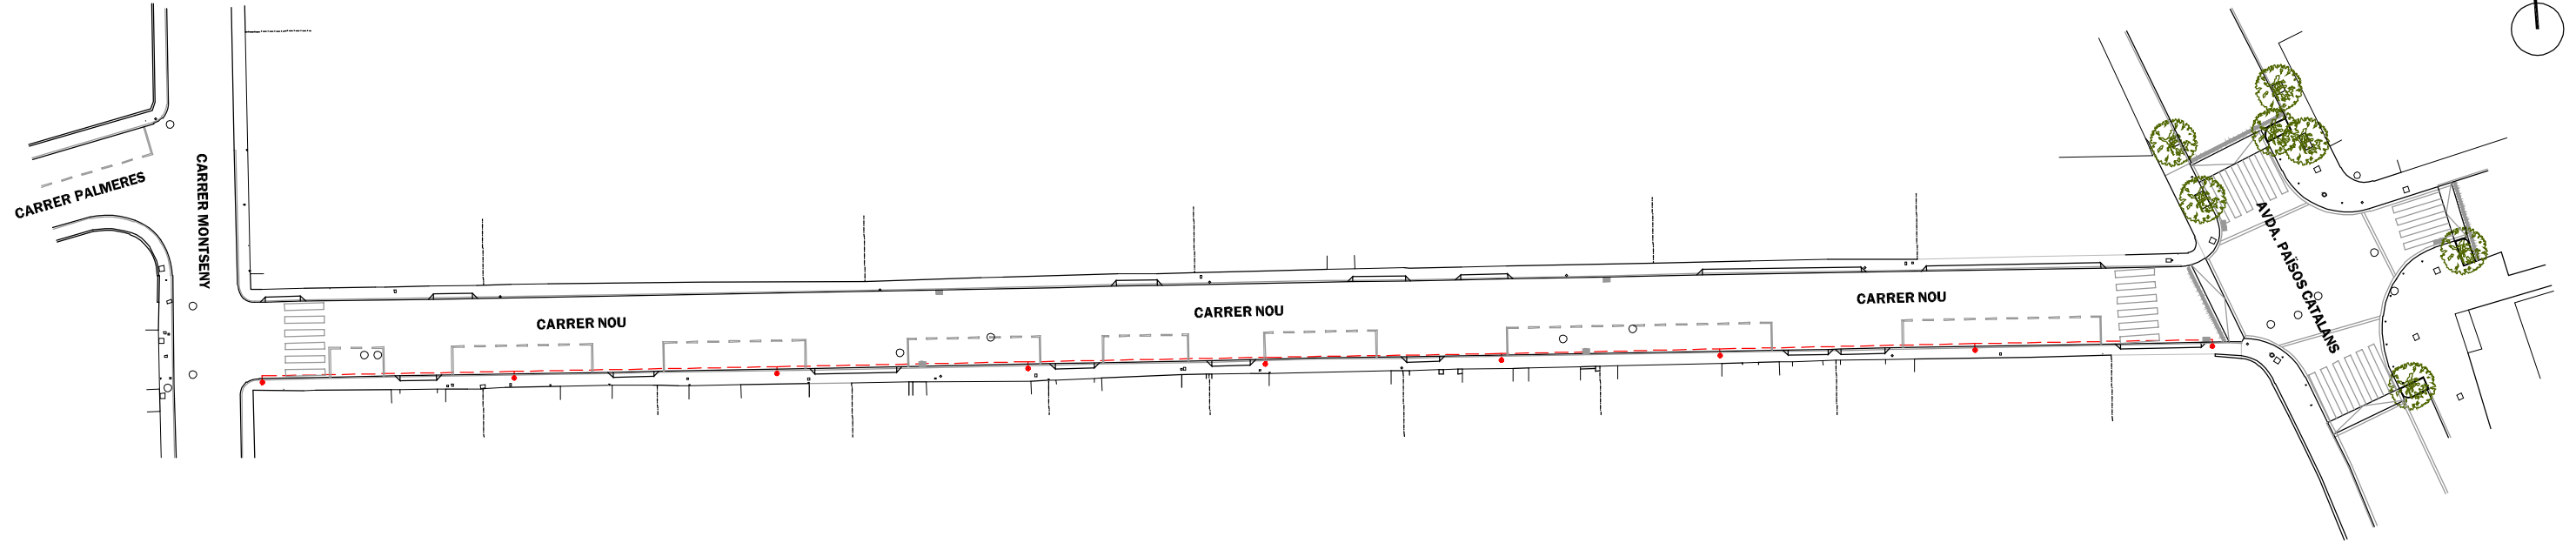 CARRER PALMERES
CARRER MONTSENY
CARRER NOU
CARRER NOU
CARRER NOU
AVDA. PAÏSOS CATALANS